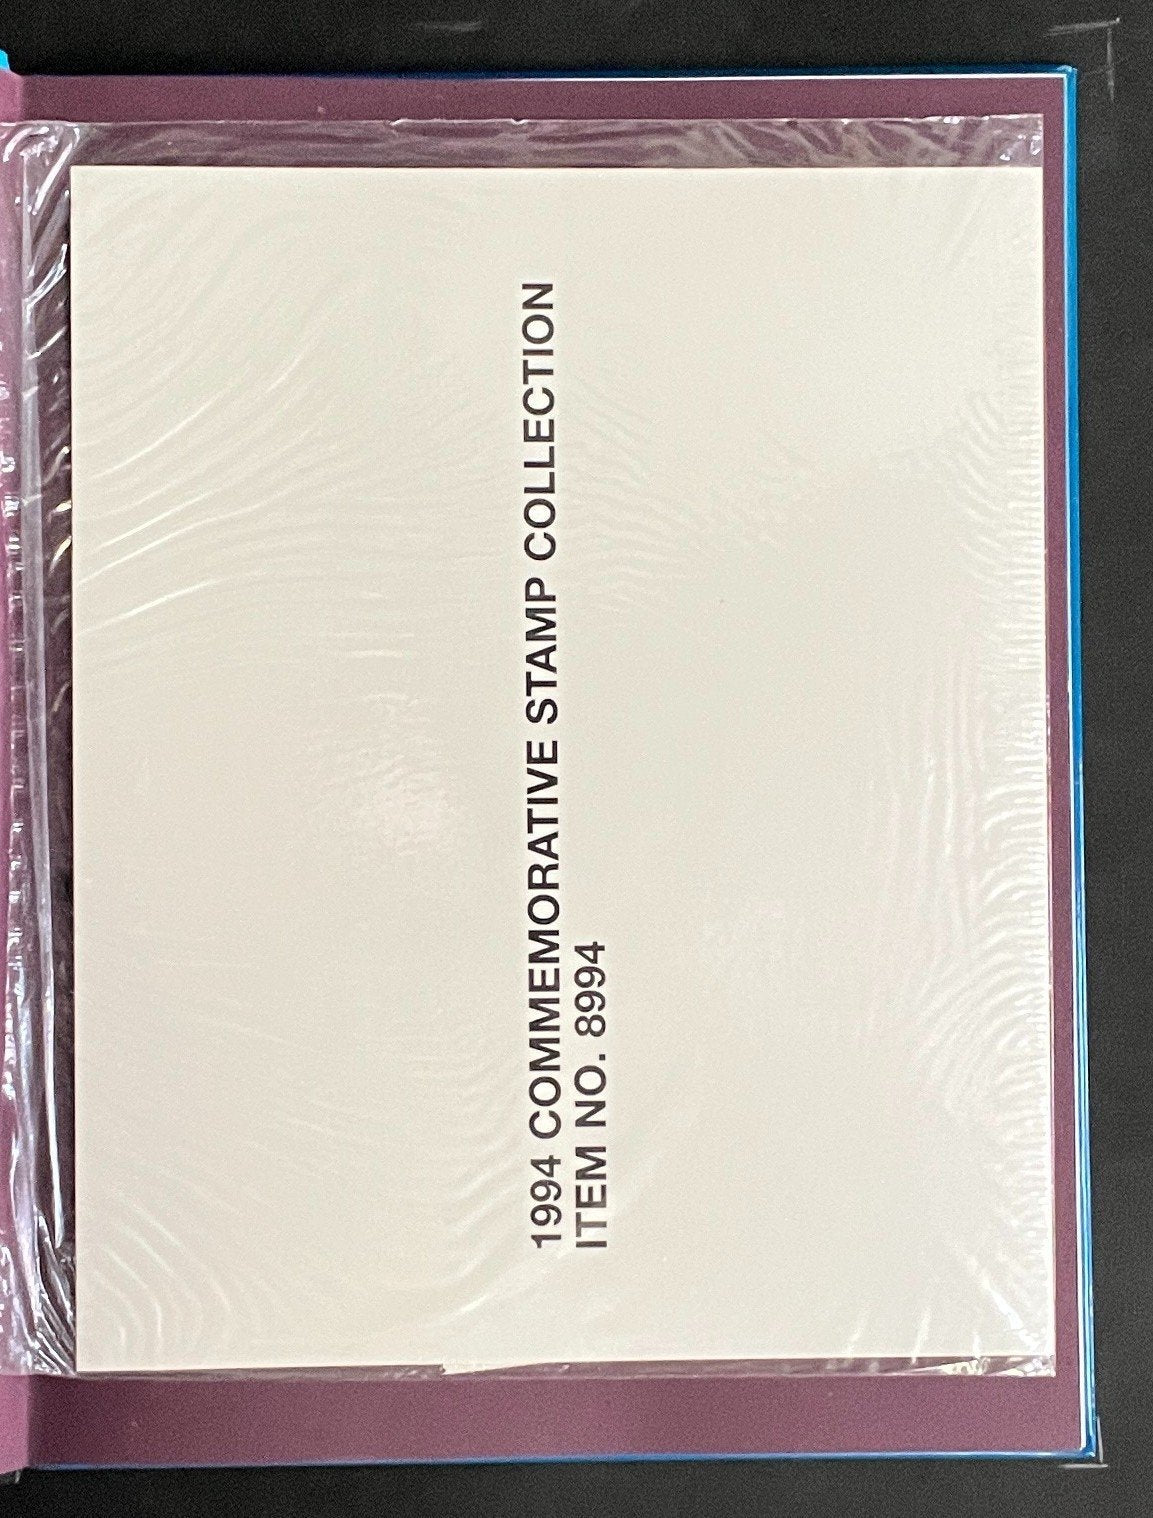 1994 COMMEMORATIVE STAMP COLLECTION
ITEM NO. 8994